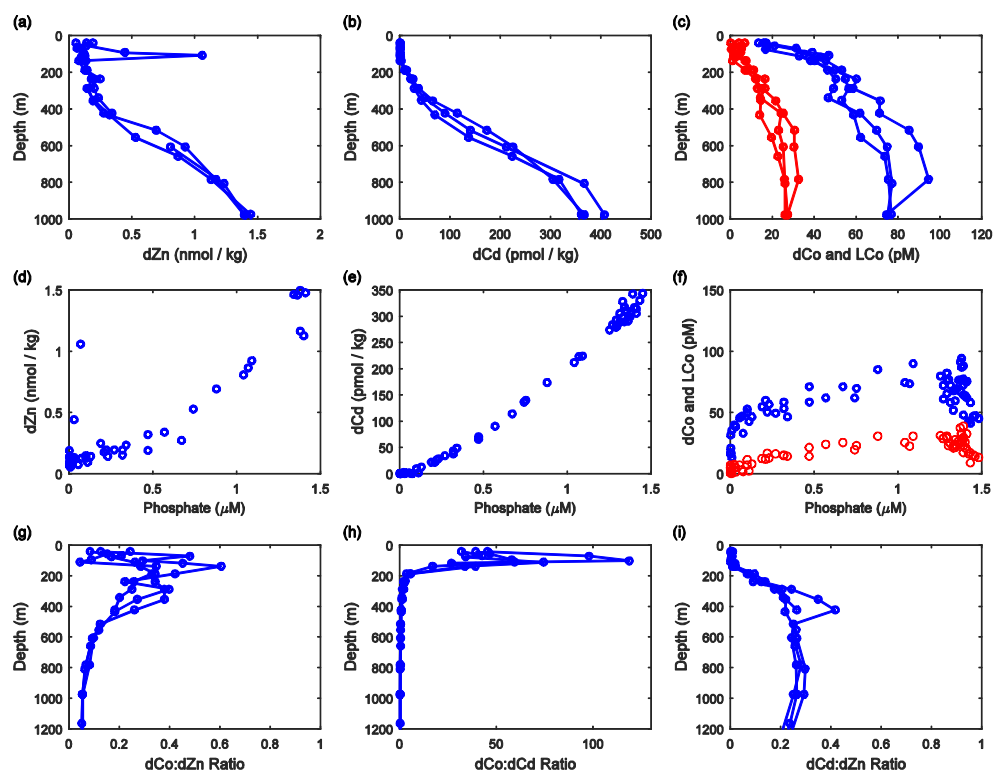 (a)
0
200
400
600
800
1000
Depth (m)
0 0.5 1 1.5 2
dZn (nmol / kg)
(b)
0
200
400
600
800
1000
Depth (m)
0 100 200 300 400 500
dCd (pmol / kg)
(c)
0
200
400
600
800
1000
Depth (m)
0 20 40 60 80 100 120
dCo and LCo (pM)
(d)
1.5
1
0.5
0
dZn (nmol / kg)
0 0.5 1 1.5
Phosphate (μM)
(e)
350
300
250
200
150
100
50
0
dCd (pmol / kg)
0 0.5 1 1.5
Phosphate (μM)
(f)
150
100
50
0
dCo and LCo (pM)
0 0.5 1 1.5
Phosphate (μM)
(g)
0
200
400
600
800
1000
1200
Depth (m)
0 0.2 0.4 0.6 0.8 1
dCo:dZn Ratio
(h)
0
200
400
600
800
1000
1200
Depth (m)
0 50 100
dCo:dCd Ratio
(i)
0
200
400
600
800
1000
1200
Depth (m)
0 0.2 0.4 0.6 0.8 1
dCd:dZn Ratio